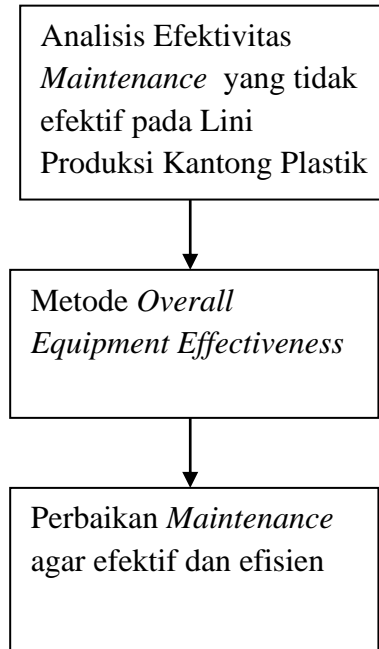 Analisis Efektivitas
Maintenance yang tidak
efektif pada Lini
Produksi Kantong Plastik
Metode Overall
Equipment Effectiveness
Perbaikan Maintenance
agar efektif dan efisien